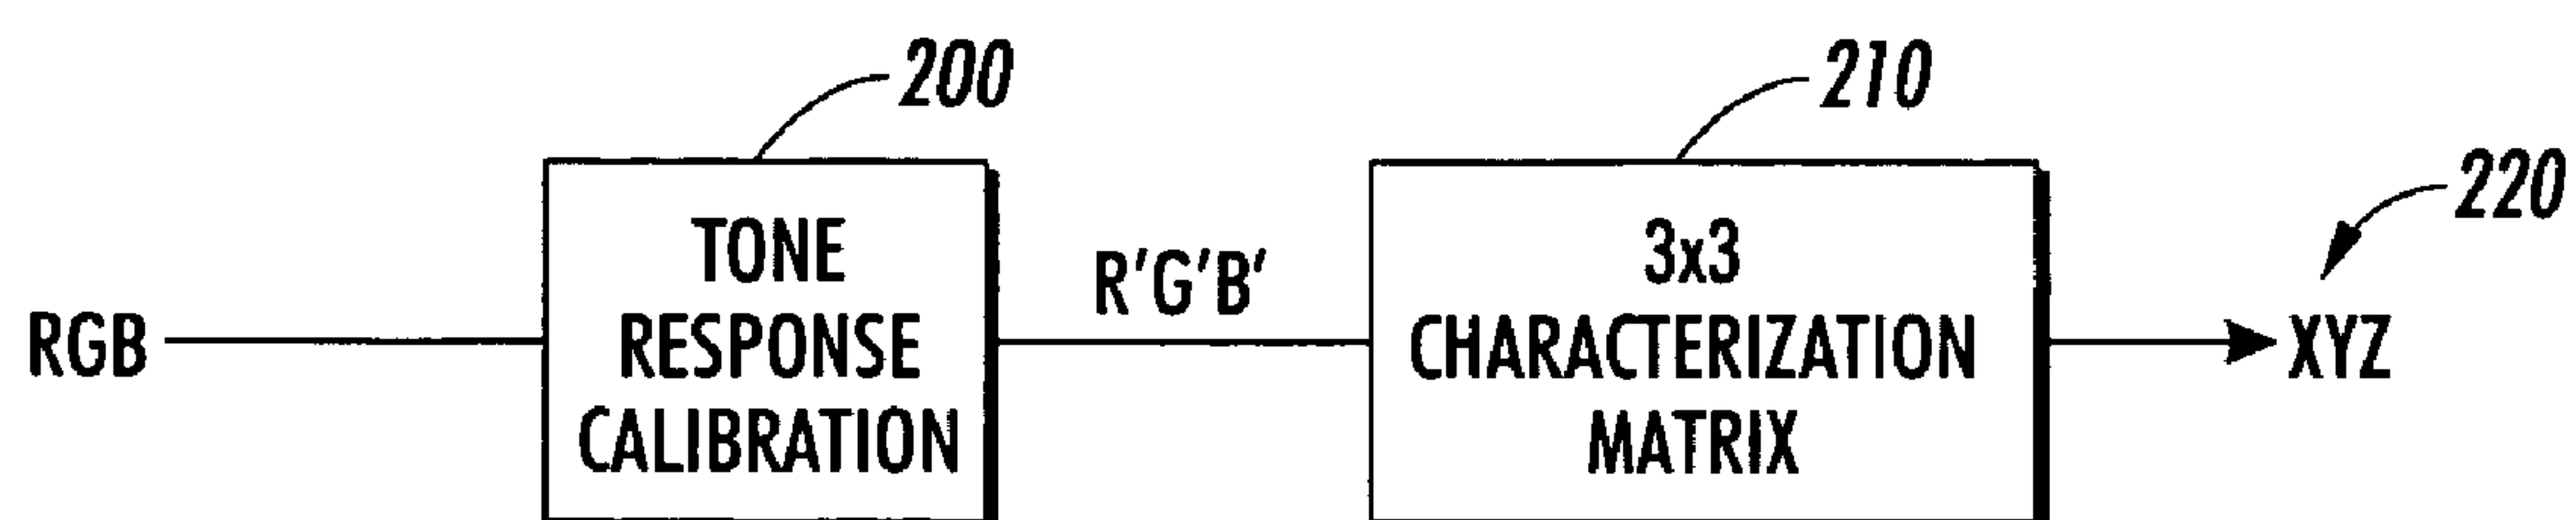 200
210
220
RGB
TONE
RESPONSE
CALIBRATION
R'G'B'
3x3
CHARACTERIZATION
MATRIX
XYZ